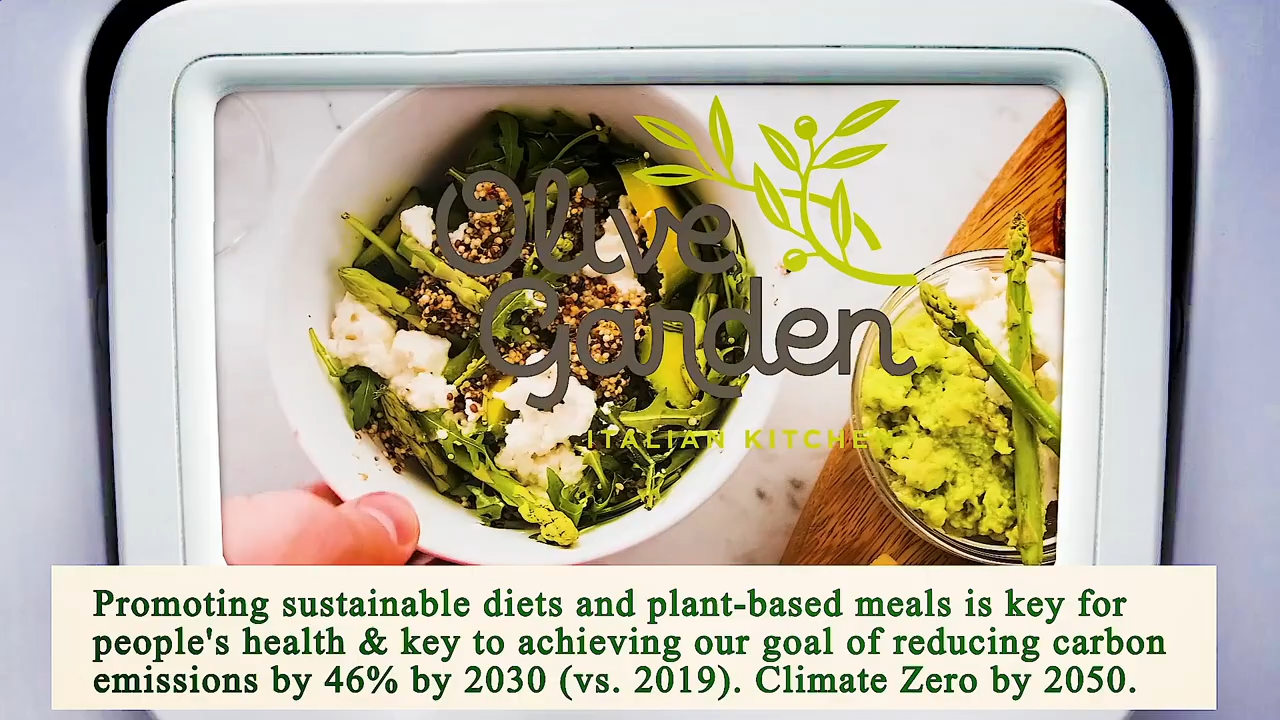 Olive
Garden
ITALIAN KITCHEN
Promoting sustainable diets and plant-based meals is key for
people's health & key to achieving our goal of reducing carbon
emissions by 46% by 2030 (vs. 2019). Climate Zero by 2050.